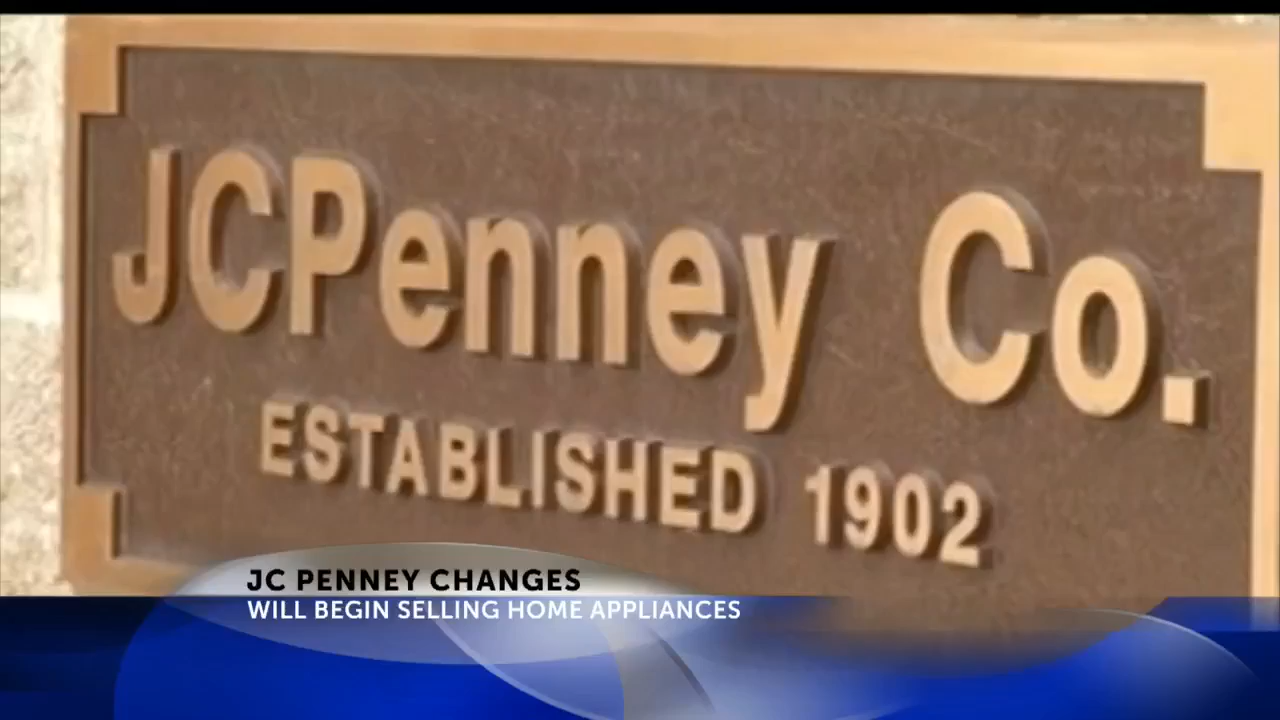 JCPenney Co.
ESTABLISHED 1902
JC PENNEY CHANGES
WILL BEGIN SELLING HOME APPLIANCES